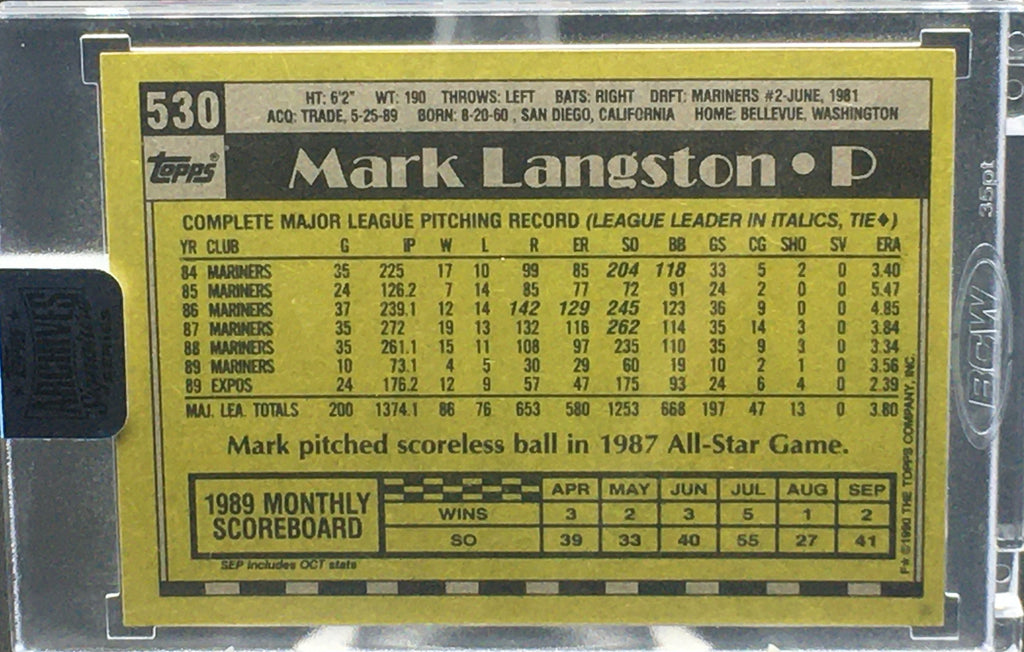 530
HT: 6'2" WT: 190 THROWS: LEFT BATS: RIGHT DRFT: MARINERS #2-JUNE, 1981
ACQ: TRADE, 5-25-89 BORN: 8-20-60, SAN DIEGO, CALIFORNIA HOME: BELLEVUE, WASHINGTON
Topps®
Mark Langston • P
COMPLETE MAJOR LEAGUE PITCHING RECORD (LEAGUE LEADER IN ITALICS, TIE♦)
YR CLUB G IP W L R ER SO BB GS CG SHO SV ERA
84 MARINERS 35 225 17 10 99 85 204 118 33 5 2 0 3.40
85 MARINERS 24 126.2 7 14 85 77 72 91 24 2 0 0 5.47
86 MARINERS 37 239.1 12 14 142 129 245 123 36 9 0 0 4.85
87 MARINERS 35 272 19 13 132 116 262 114 35 14 3 0 3.84
88 MARINERS 35 261.1 15 11 108 97 235 110 35 9 3 0 3.34
89 MARINERS 10 73.1 4 5 30 29 60 19 10 2 1 0 3.56
89 EXPOS 24 176.2 12 9 57 47 175 93 24 6 4 0 2.39
MAJ. LEA. TOTALS 200 1374.1 86 76 653 580 1253 668 197 47 13 0 3.80
Mark pitched scoreless ball in 1987 All-Star Game.
1989 MONTHLY
SCOREBOARD
APR MAY JUN JUL AUG SEP
WINS 3 2 3 5 1 2
SO 39 33 40 55 27 41
SEP includes OCT stats
F★ ©1990 THE TOPPS COMPANY, INC.
ARCHIVES
35pt
BCW